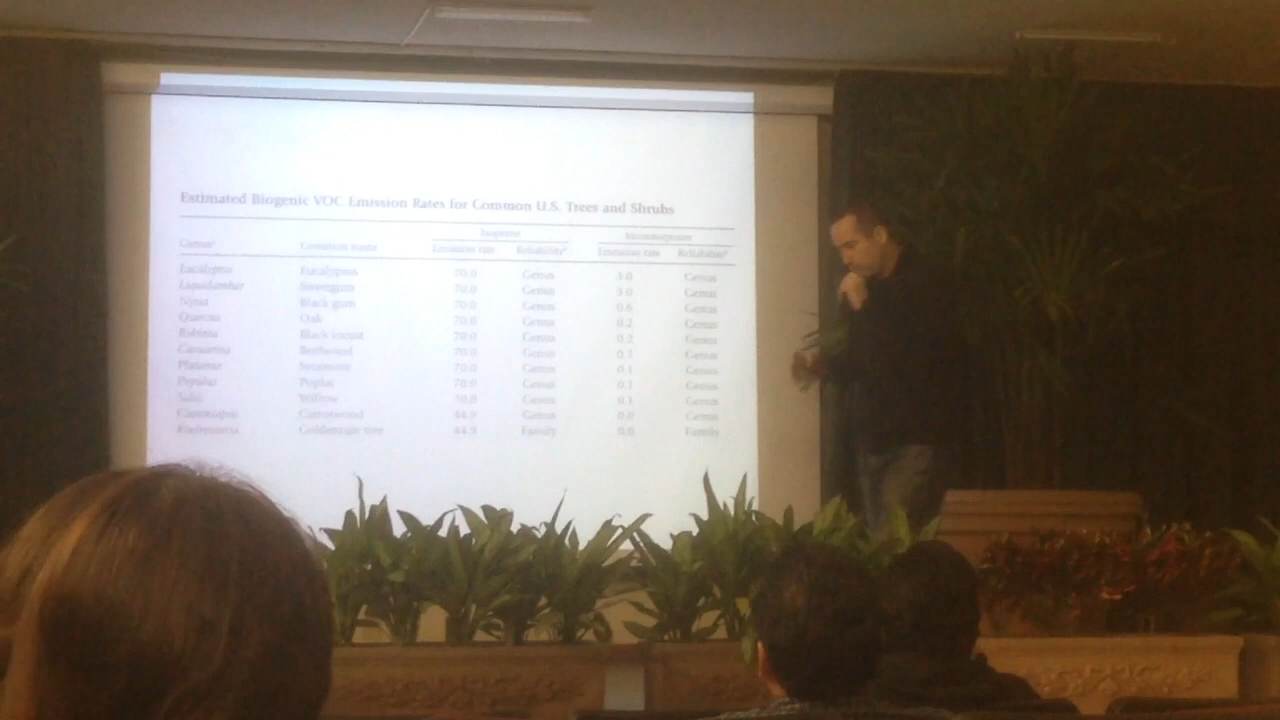 Estimated Biogenic VOC Emission Rates for Common U.S. Trees and Shrubs
Isoprene Monoterpenes
Genus Common name Emission rate Reliability Emission rate Reliability
Eucalyptus Eucalyptus 70.0 Genus 3.0 Genus
Liquidambar Sweetgum 70.0 Genus 3.0 Genus
Nyssa Black gum 70.0 Genus 0.6 Genus
Quercus Oak 70.0 Genus 0.2 Genus
Robinia Black locust 70.0 Genus 0.2 Genus
Casuarina Beefwood 70.0 Genus 0.1 Genus
Platanus Sycamore 70.0 Genus 0.1 Genus
Populus Poplar 70.0 Genus 0.1 Genus
Salix Willow 70.0 Genus 0.1 Genus
Carrotwood 44.9 Genus 0.0 Genus
Koelreuteria Goldenrain tree 44.9 Family 0.0 Family